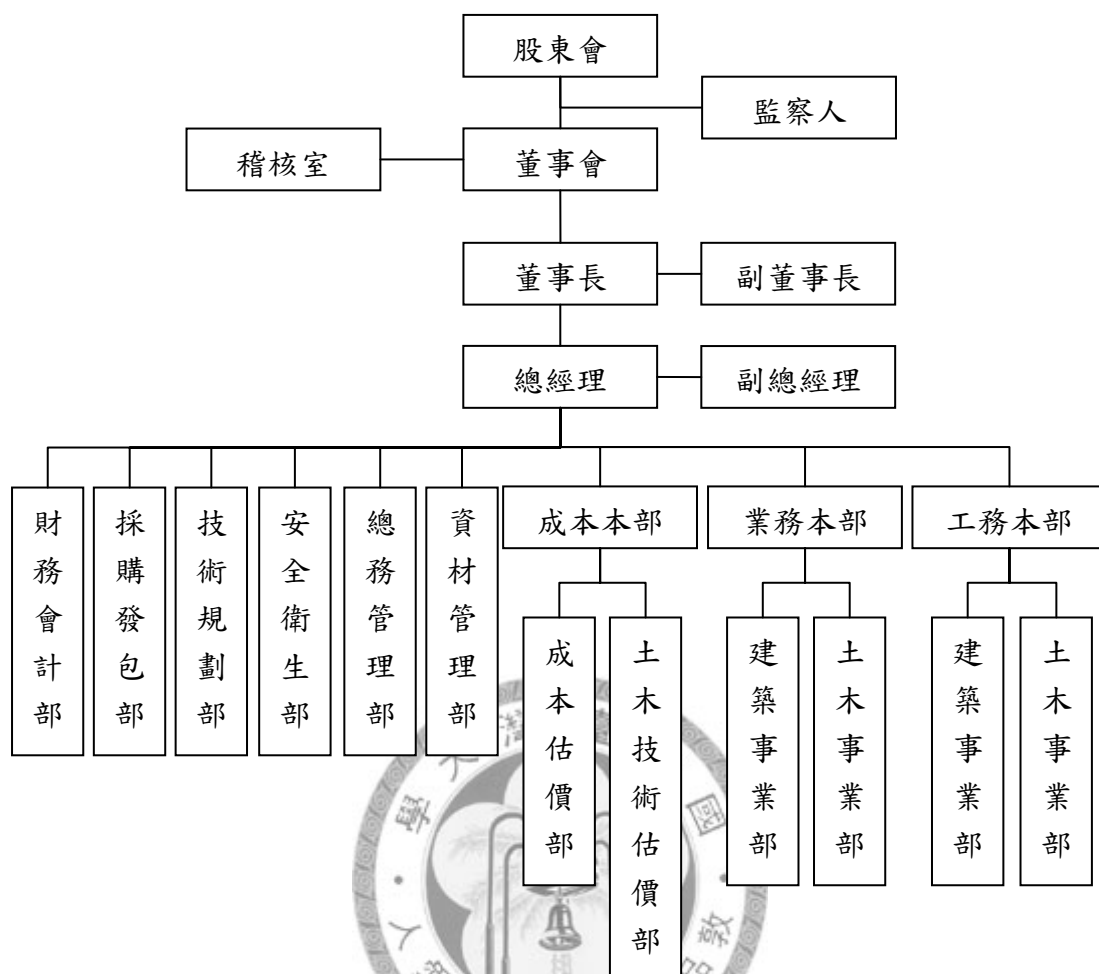 股東會
監察人
稽核室
董事會
董事長
副董事長
總經理
副總經理
財務會計部
採購發包部
技術規劃部
安全衛生部
總務管理部
資材管理部
成本本部
業務本部
工務本部
成本估價部
土木技術估價部
建築事業部
土木事業部
建築事業部
土木事業部